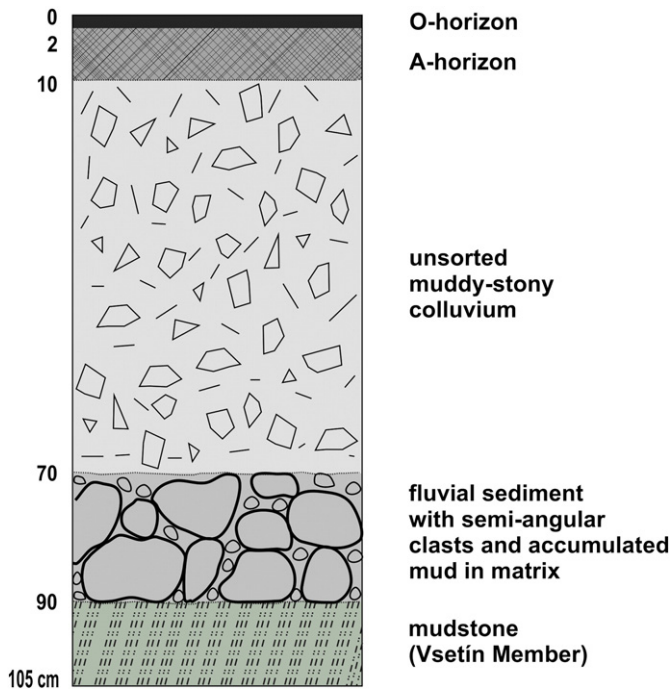 0
O-horizon
2
A-horizon
10
unsorted
muddy-stony
colluvium
70
fluvial sediment
with semi-angular
clasts and accumulated
mud in matrix
90
mudstone
(Vsetín Member)
105 cm